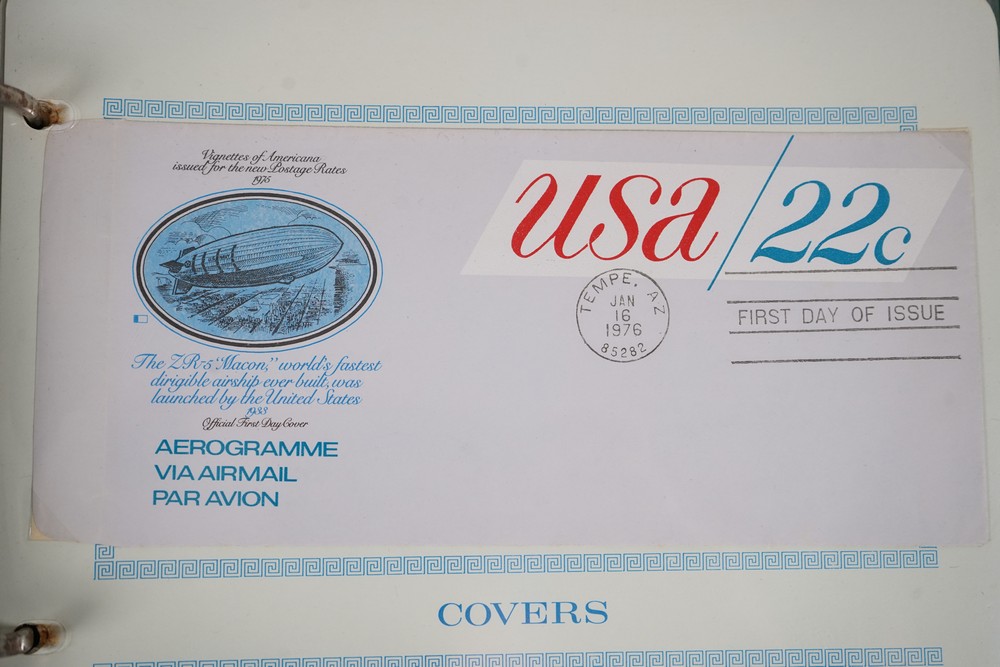 Vignettes of Americana
issued for the new Postage Rates
1975
usa/22c
TEMPE, AZ
JAN
16
1976
85282
FIRST DAY OF ISSUE
The ZR-5 "Macon," world's fastest
dirigible airship ever built, was
launched by the United States
1933
Official First Day Cover
AEROGRAMME
VIA AIRMAIL
PAR AVION
COVERS